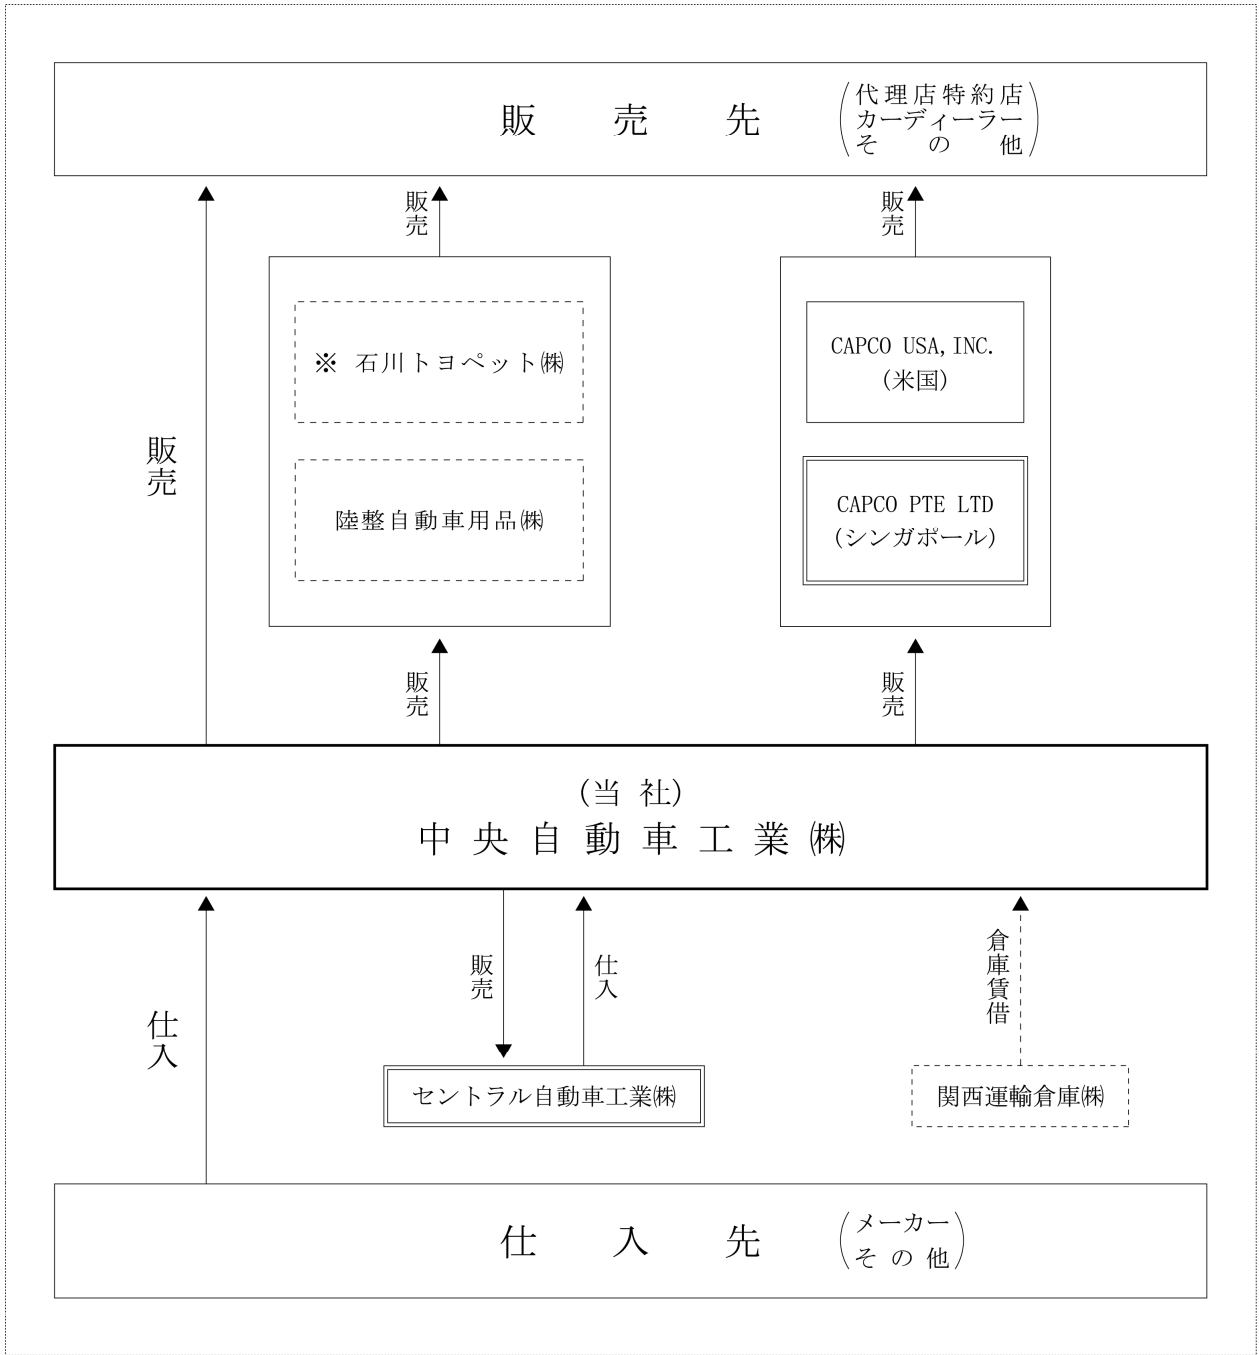 販売先
代理店特約店
カーディーラー
その他
販売
販売
販売
※ 石川トヨペット㈱
陸整自動車用品㈱
CAPCO USA, INC.
(米国)
CAPCO PTE LTD
(シンガポール)
販売
販売
(当社)
中央自動車工業㈱
仕入
販売
仕入
倉庫賃借
セントラル自動車工業㈱
関西運輸倉庫㈱
仕入先
メーカー
その他